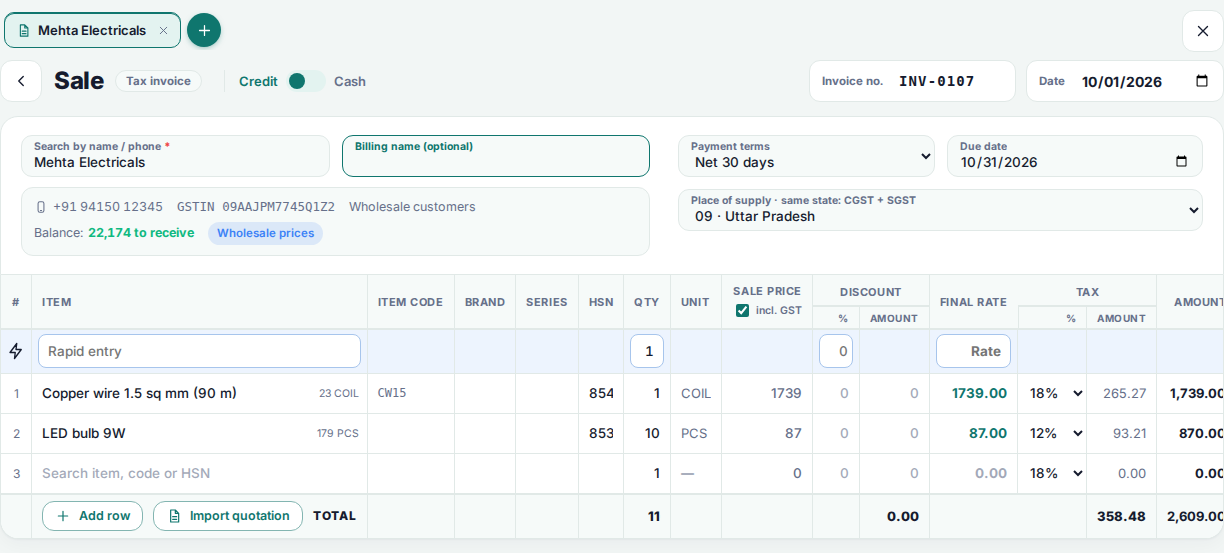 Mehta Electricals
Sale Tax invoice Credit Cash Invoice no. INV-0107 Date 10/01/2026
Search by name / phone * Billing name (optional) Payment terms Due date
Mehta Electricals Net 30 days 10/31/2026
+91 94150 12345 GSTIN 09AAJPM7745Q1Z2 Wholesale customers
Place of supply · same state: CGST + SGST
09 · Uttar Pradesh
Balance: 22,174 to receive Wholesale prices
# ITEM ITEM CODE BRAND SERIES HSN QTY UNIT SALE PRICE incl. GST DISCOUNT % AMOUNT FINAL RATE TAX % AMOUNT AMOUNT
Rapid entry 1 0 Rate
1 Copper wire 1.5 sq mm (90 m) 23 COIL CW15 854 1 COIL 1739 0 0 1739.00 18% 265.27 1,739.00
2 LED bulb 9W 179 PCS 853 10 PCS 87 0 0 87.00 12% 93.21 870.00
3 Search item, code or HSN 1 — 0 0 0 0.00 18% 0.00 0.00
Add row Import quotation TOTAL 11 0.00 358.48 2,609.00